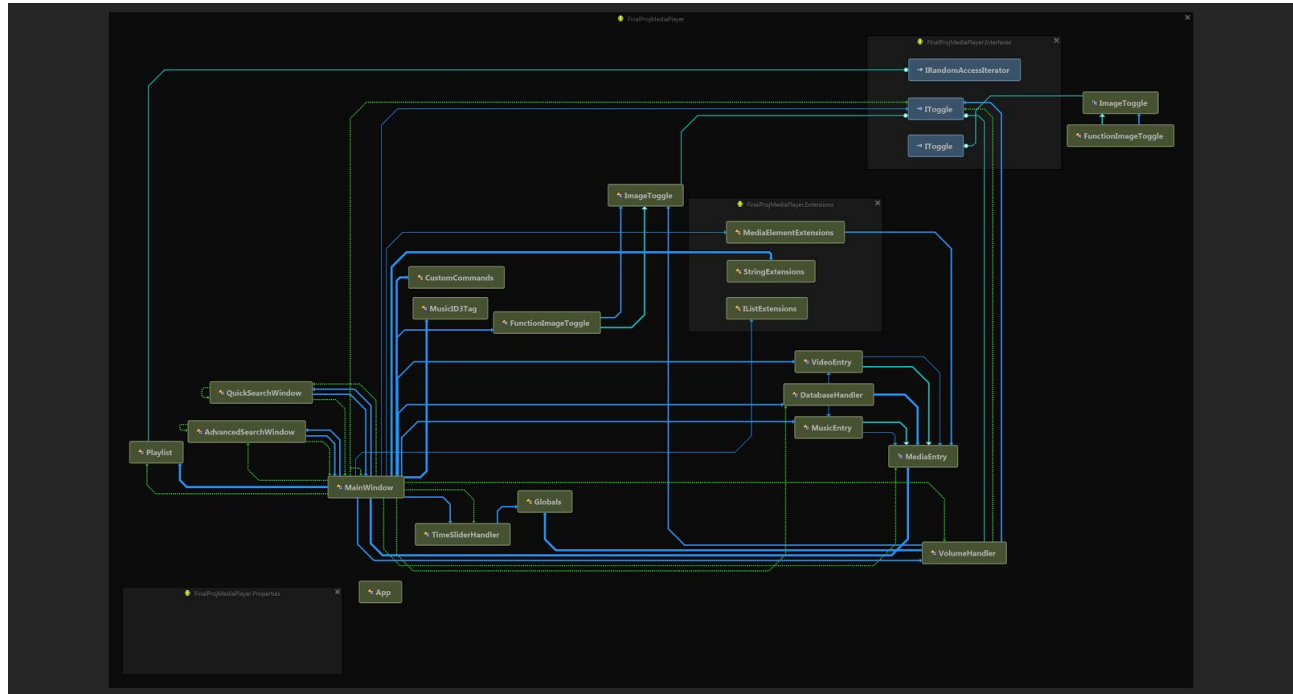 FinalProjMediaPlayer
FinalProjMediaPlayer.Interfaces
IRandomAccessIterator
IToggle
ImageToggle
FunctionImageToggle
IToggle
ImageToggle
FinalProjMediaPlayer.Extensions
MediaElementExtensions
StringExtensions
CustomCommands
MusicID3Tag
IListExtensions
FunctionImageToggle
VideoEntry
QuickSearchWindow
DatabaseHandler
MusicEntry
AdvancedSearchWindow
Playlist
MediaEntry
MainWindow
Globals
TimeSliderHandler
VolumeHandler
FinalProjMediaPlayer.Properties
App